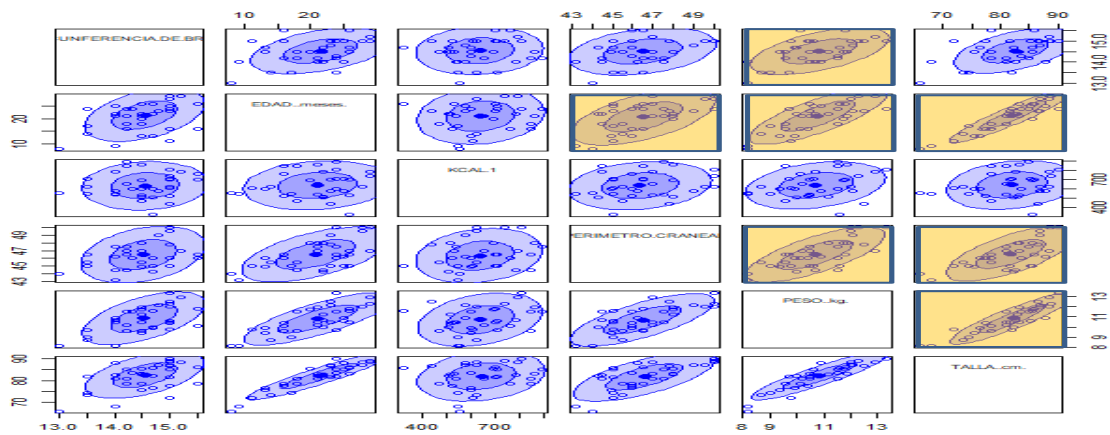 10 20 43 45 47 49 70 80 90
UNIFERENCIA.DE.BR 13.0 14.0 15.0
10 20 EDAD..meses.
KCAL.1 400 700
43 45 47 49 PERIMETRO.CRANEA
PESO..kg. 8 9 11 13
70 80 90 TALLA..cm.
13.0 14.0 15.0 400 700 8 9 11 13